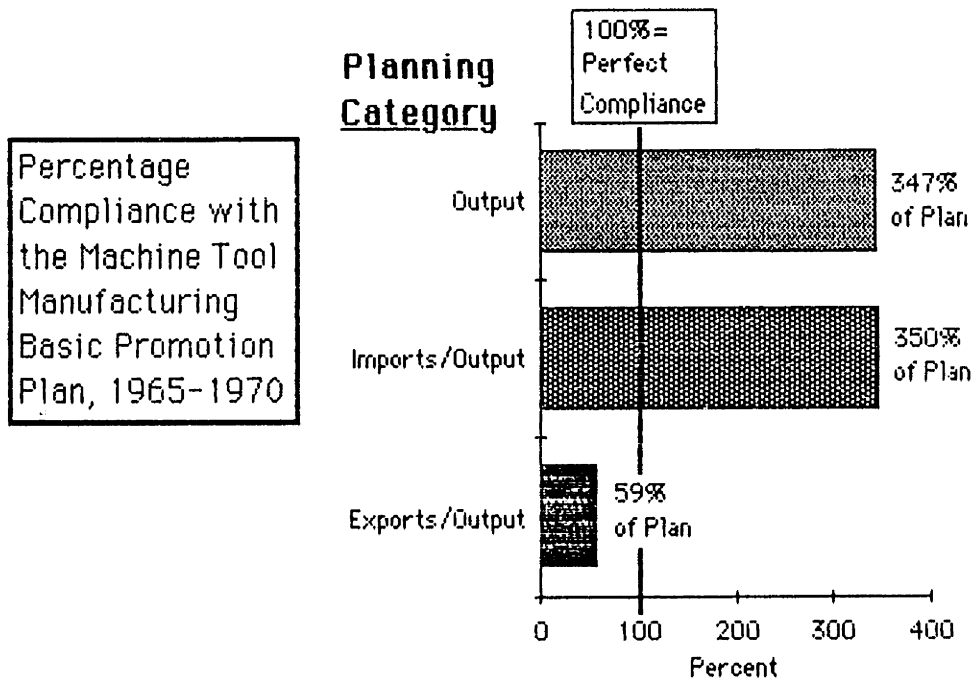 Percentage
Compliance with
the Machine Tool
Manufacturing
Basic Promotion
Plan, 1965-1970
Planning
Category
100%=
Perfect
Compliance
Output
347%
of Plan
Imports/Output
350%
of Plan
Exports/Output
59%
of Plan
0 100 200 300 400
Percent